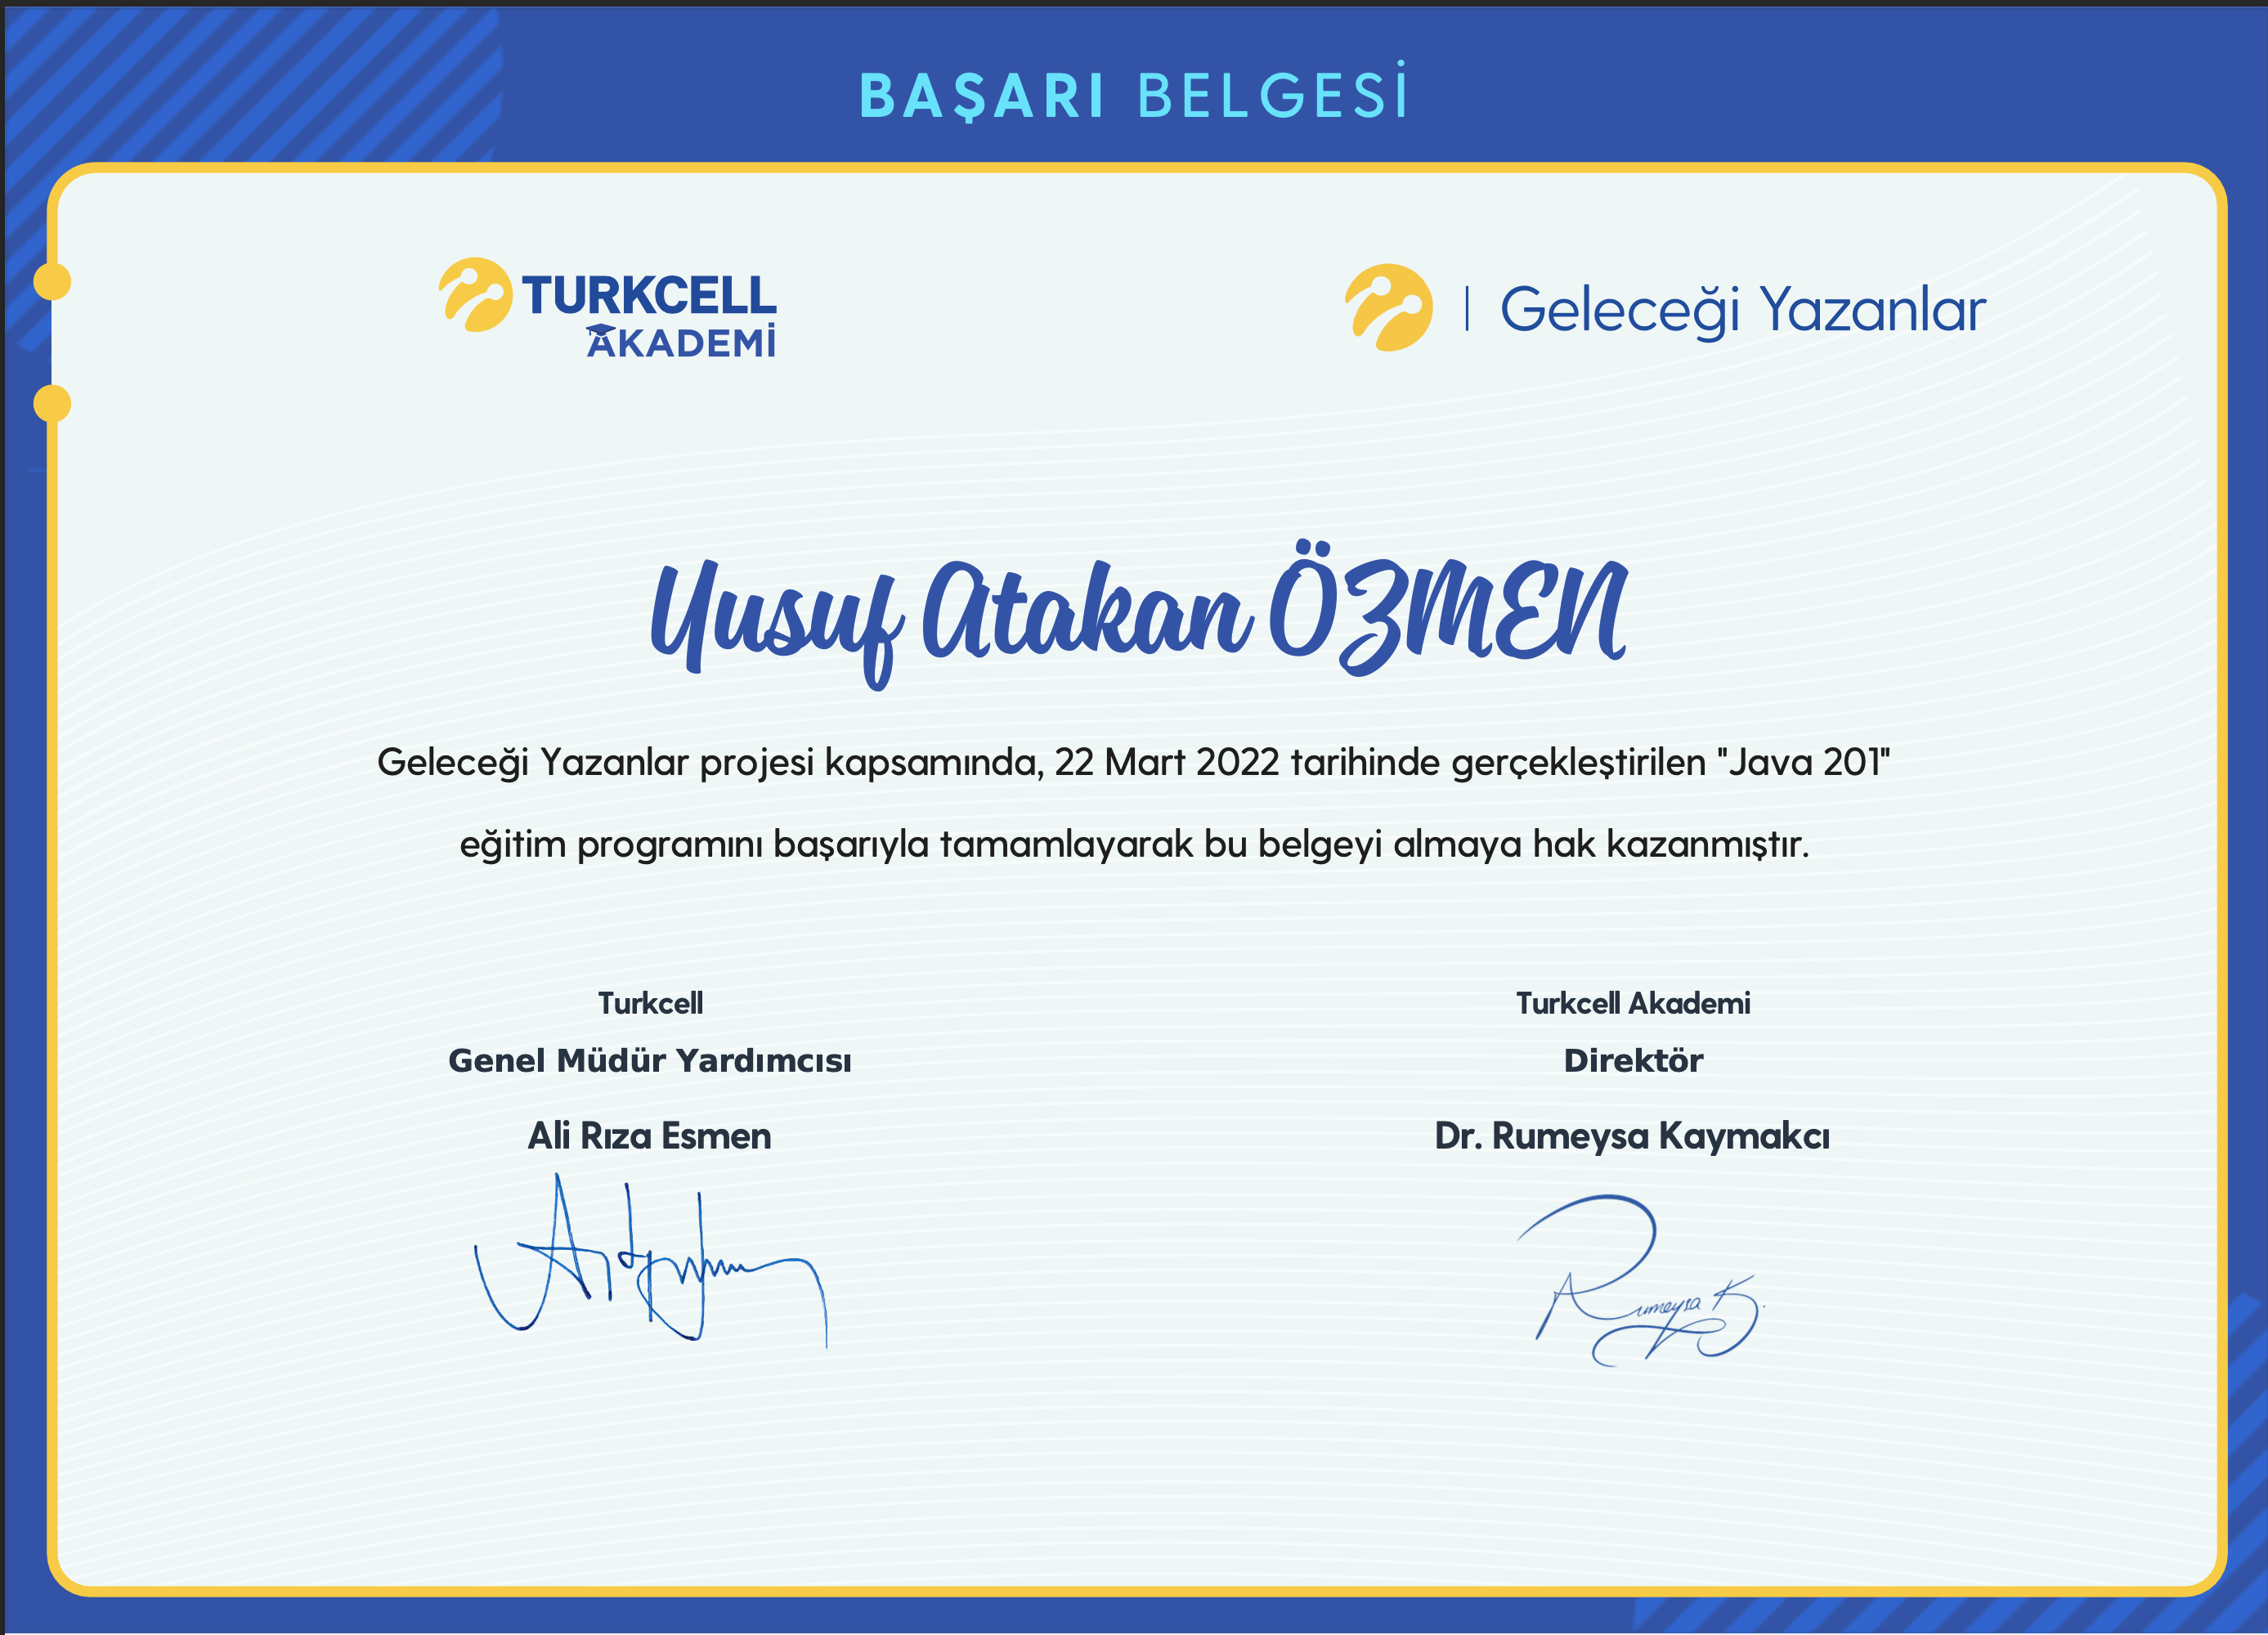 BAŞARI BELGESİ
TURKCELL
AKADEMİ
Geleceği Yazanlar
Yusuf Atakan ÖZMEN
Geleceği Yazanlar projesi kapsamında, 22 Mart 2022 tarihinde gerçekleştirilen "Java 201"
eğitim programını başarıyla tamamlayarak bu belgeyi almaya hak kazanmıştır.
Turkcell
Genel Müdür Yardımcısı
Ali Rıza Esmen
Turkcell Akademi
Direktör
Dr. Rumeysa Kaymakcı
Rumeysa K.